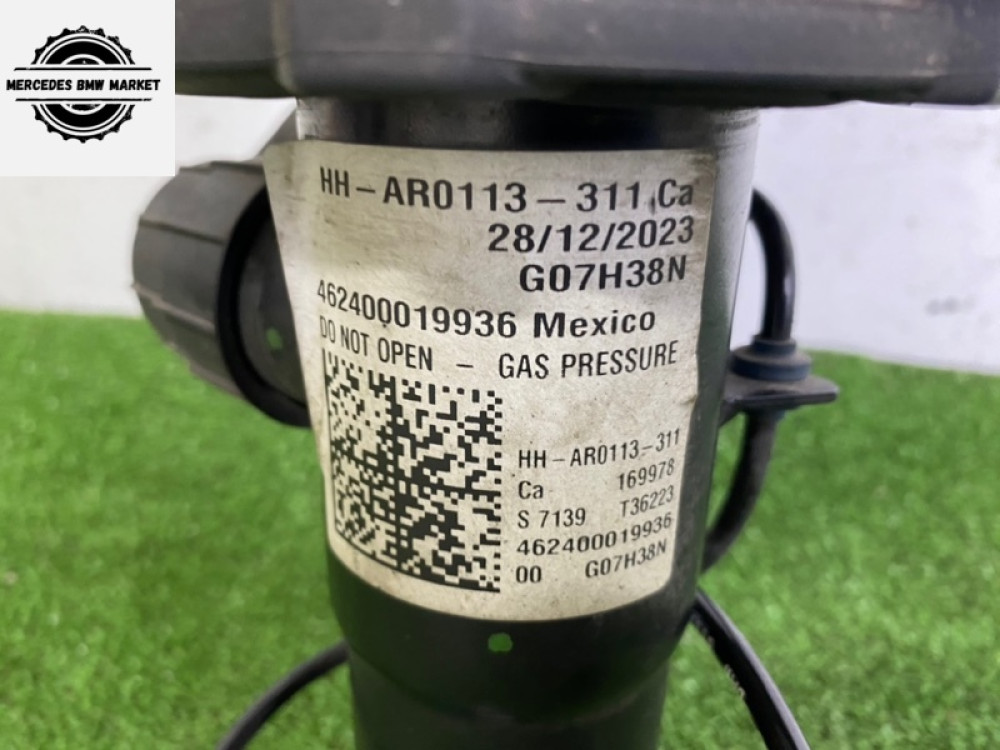 MERCEDES BMW MARKET
HH-AR0113-311 Ca
28/12/2023
G07H38N
462400019936 Mexico
DO NOT OPEN - GAS PRESSURE
HH-AR0113-311
Ca 169978
S 7139 T36223
462400019936
00 G07H38N